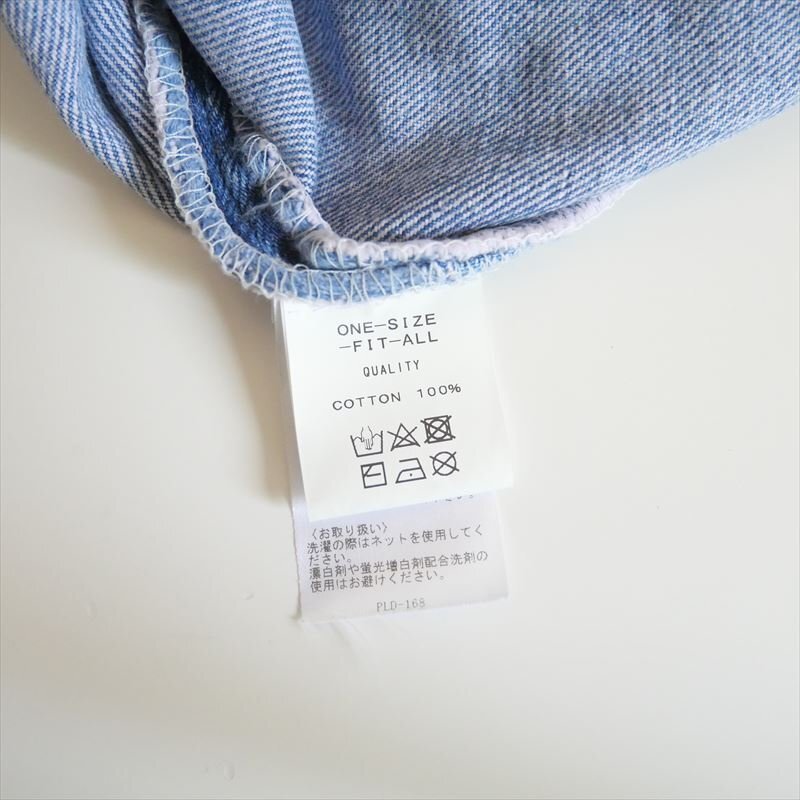 ONE-SIZE
-FIT-ALL
QUALITY
COTTON 100%
〈お取り扱い〉
洗濯の際はネットを使用してく
ださい。
漂白剤や蛍光増白剤配合洗剤の
使用はお避けください。
PLD-168